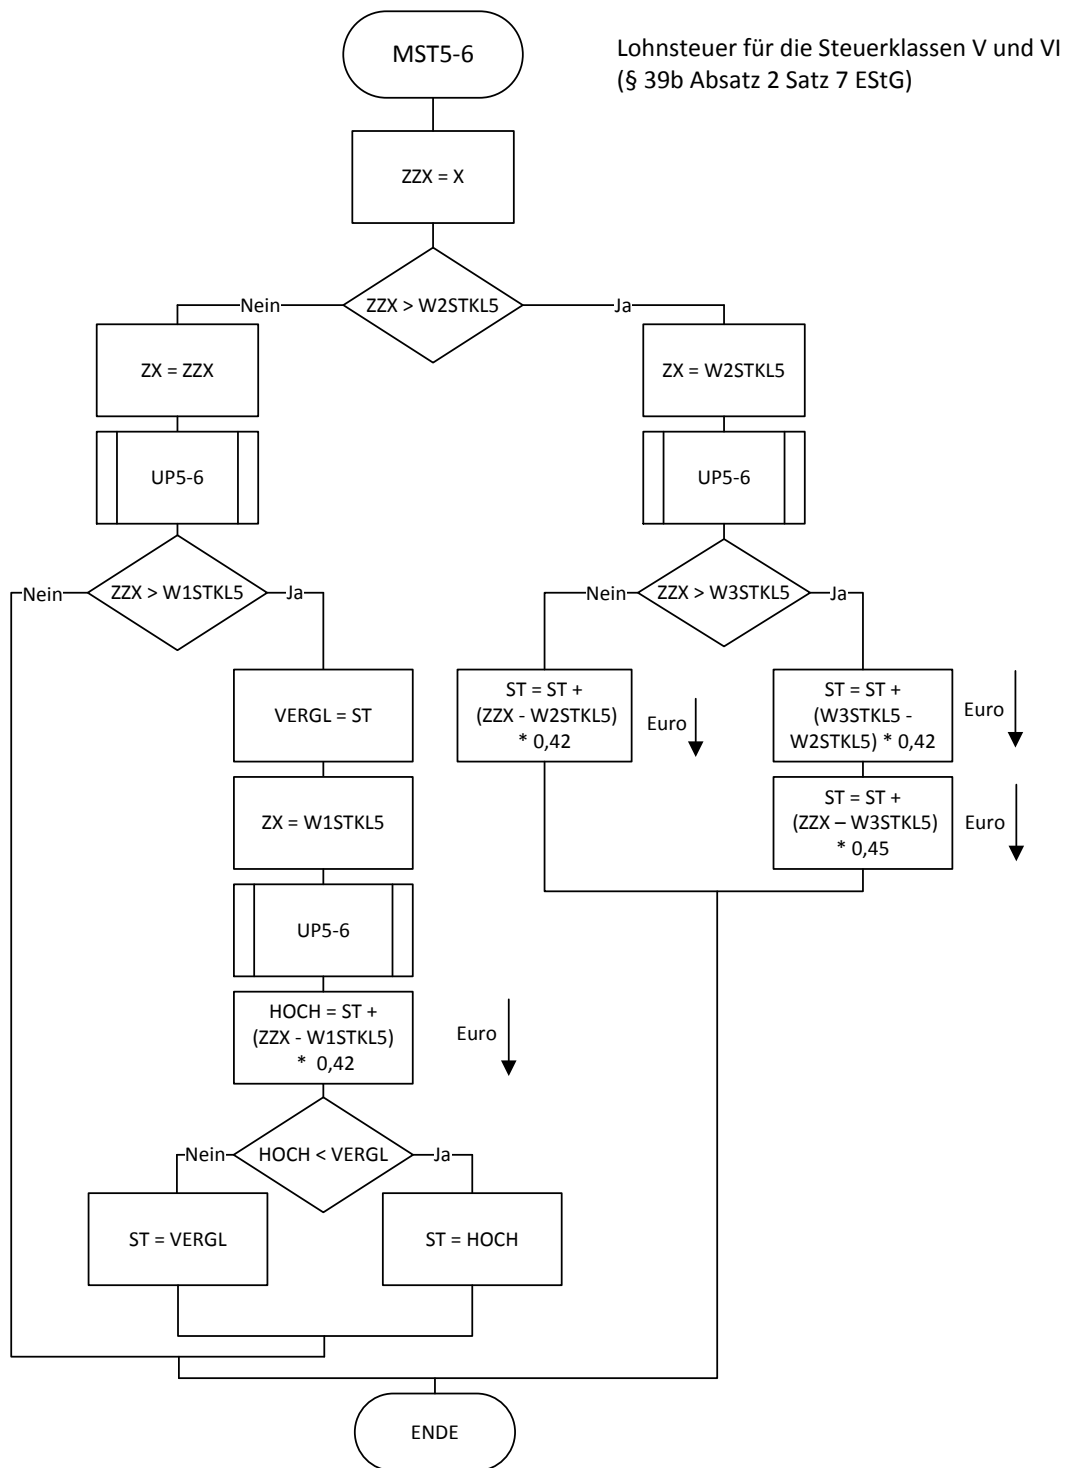 MST5-6
Lohnsteuer für die Steuerklassen V und VI
(§ 39b Absatz 2 Satz 7 EStG)
ZZX = X
ZZX > W2STKL5
Nein
Ja
ZX = ZZX
ZX = W2STKL5
UP5-6
UP5-6
Nein
ZZX > W1STKL5
Ja
Nein
ZZX > W3STKL5
Ja
VERGL = ST
ST = ST +
(ZZX - W2STKL5)
* 0,42
Euro
ST = ST +
(W3STKL5 -
W2STKL5) * 0,42
Euro
ZX = W1STKL5
ST = ST +
(ZZX – W3STKL5)
* 0,45
Euro
UP5-6
HOCH = ST +
(ZZX - W1STKL5)
* 0,42
Euro
Nein
HOCH < VERGL
Ja
ST = VERGL
ST = HOCH
ENDE